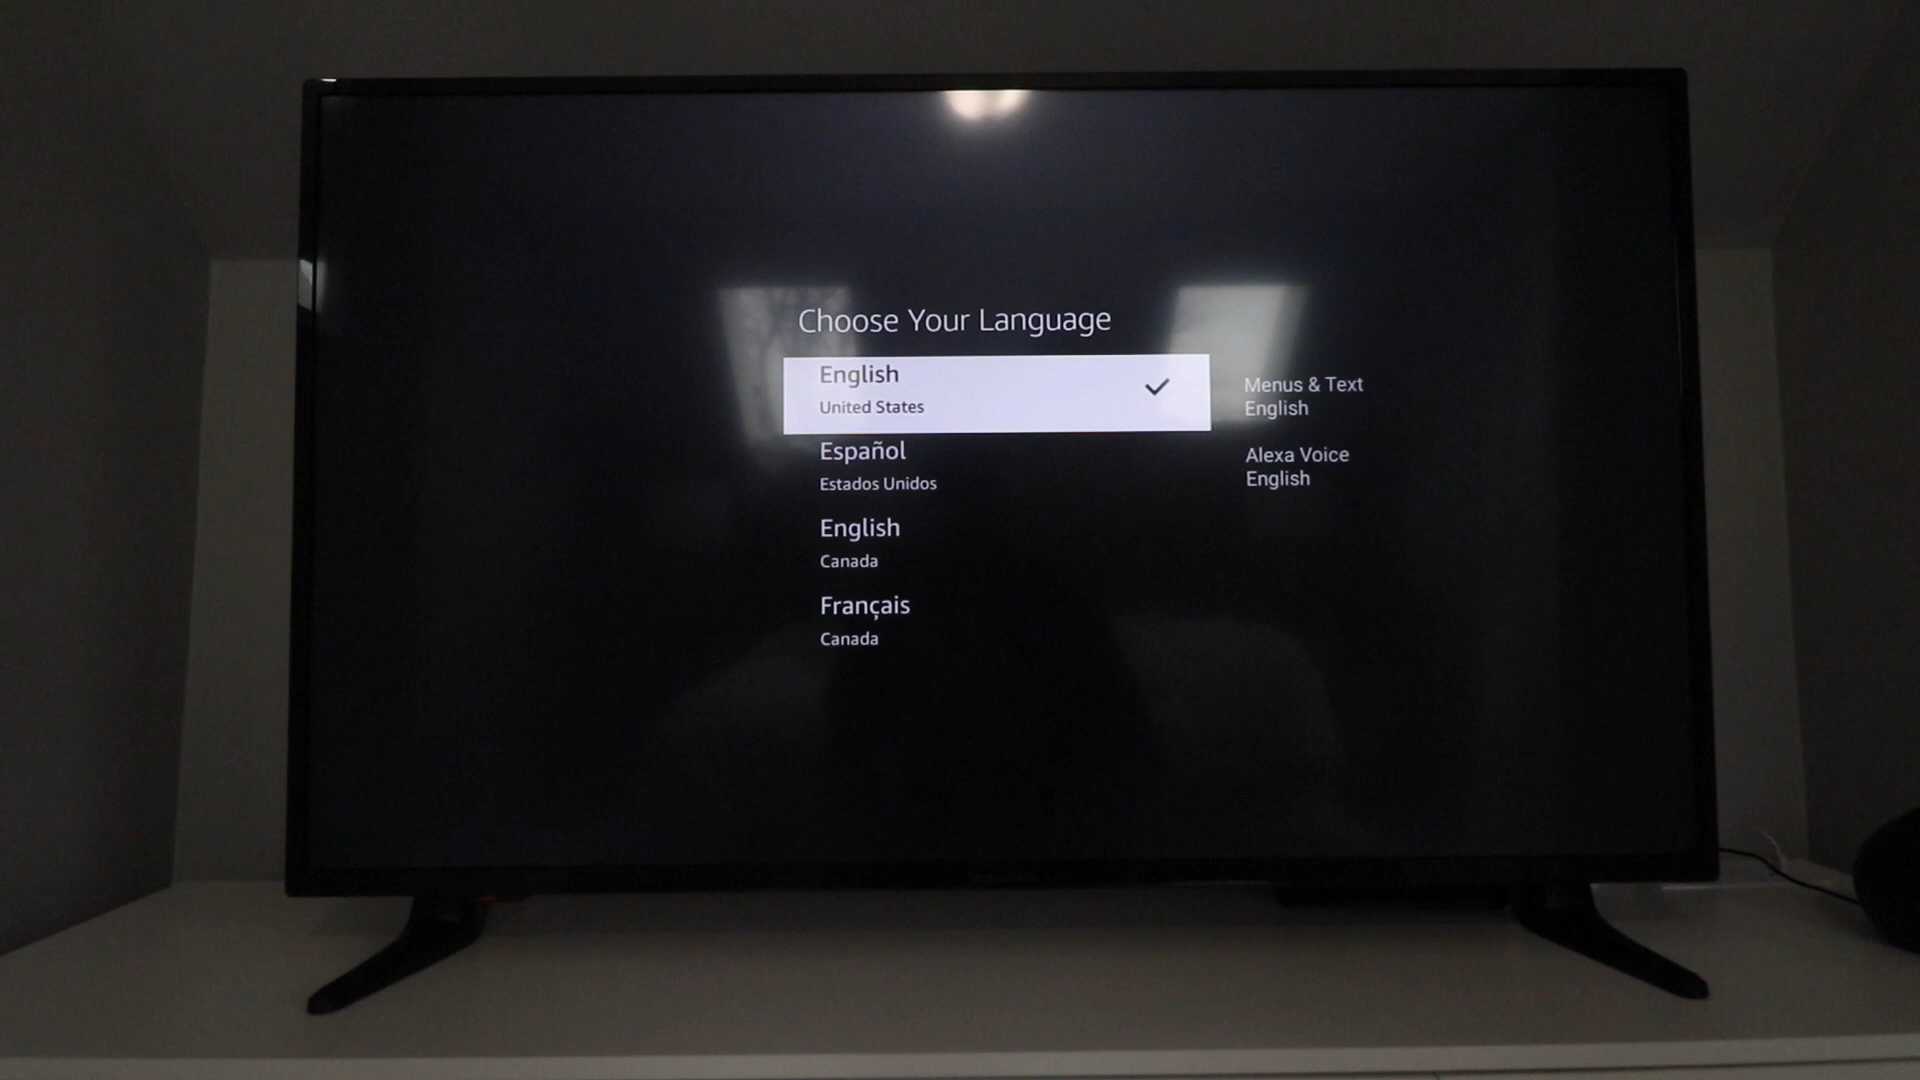 Choose Your Language
English
United States
Español
Estados Unidos
English
Canada
Français
Canada
Menus & Text
English
Alexa Voice
English